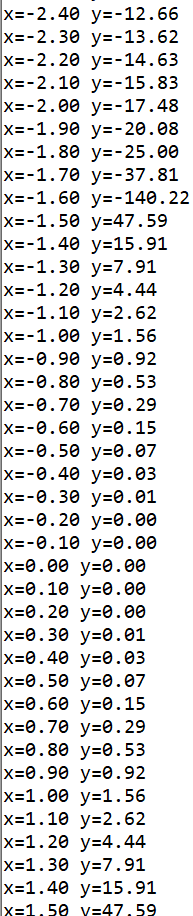 x=-2.40 y=-12.66
x=-2.30 y=-13.62
x=-2.20 y=-14.63
x=-2.10 y=-15.83
x=-2.00 y=-17.48
x=-1.90 y=-20.08
x=-1.80 y=-25.00
x=-1.70 y=-37.81
x=-1.60 y=-140.22
x=-1.50 y=47.59
x=-1.40 y=15.91
x=-1.30 y=7.91
x=-1.20 y=4.44
x=-1.10 y=2.62
x=-1.00 y=1.56
x=-0.90 y=0.92
x=-0.80 y=0.53
x=-0.70 y=0.29
x=-0.60 y=0.15
x=-0.50 y=0.07
x=-0.40 y=0.03
x=-0.30 y=0.01
x=-0.20 y=0.00
x=-0.10 y=0.00
x=0.00 y=0.00
x=0.10 y=0.00
x=0.20 y=0.00
x=0.30 y=0.01
x=0.40 y=0.03
x=0.50 y=0.07
x=0.60 y=0.15
x=0.70 y=0.29
x=0.80 y=0.53
x=0.90 y=0.92
x=1.00 y=1.56
x=1.10 y=2.62
x=1.20 y=4.44
x=1.30 y=7.91
x=1.40 y=15.91
x=1.50 y=47.59